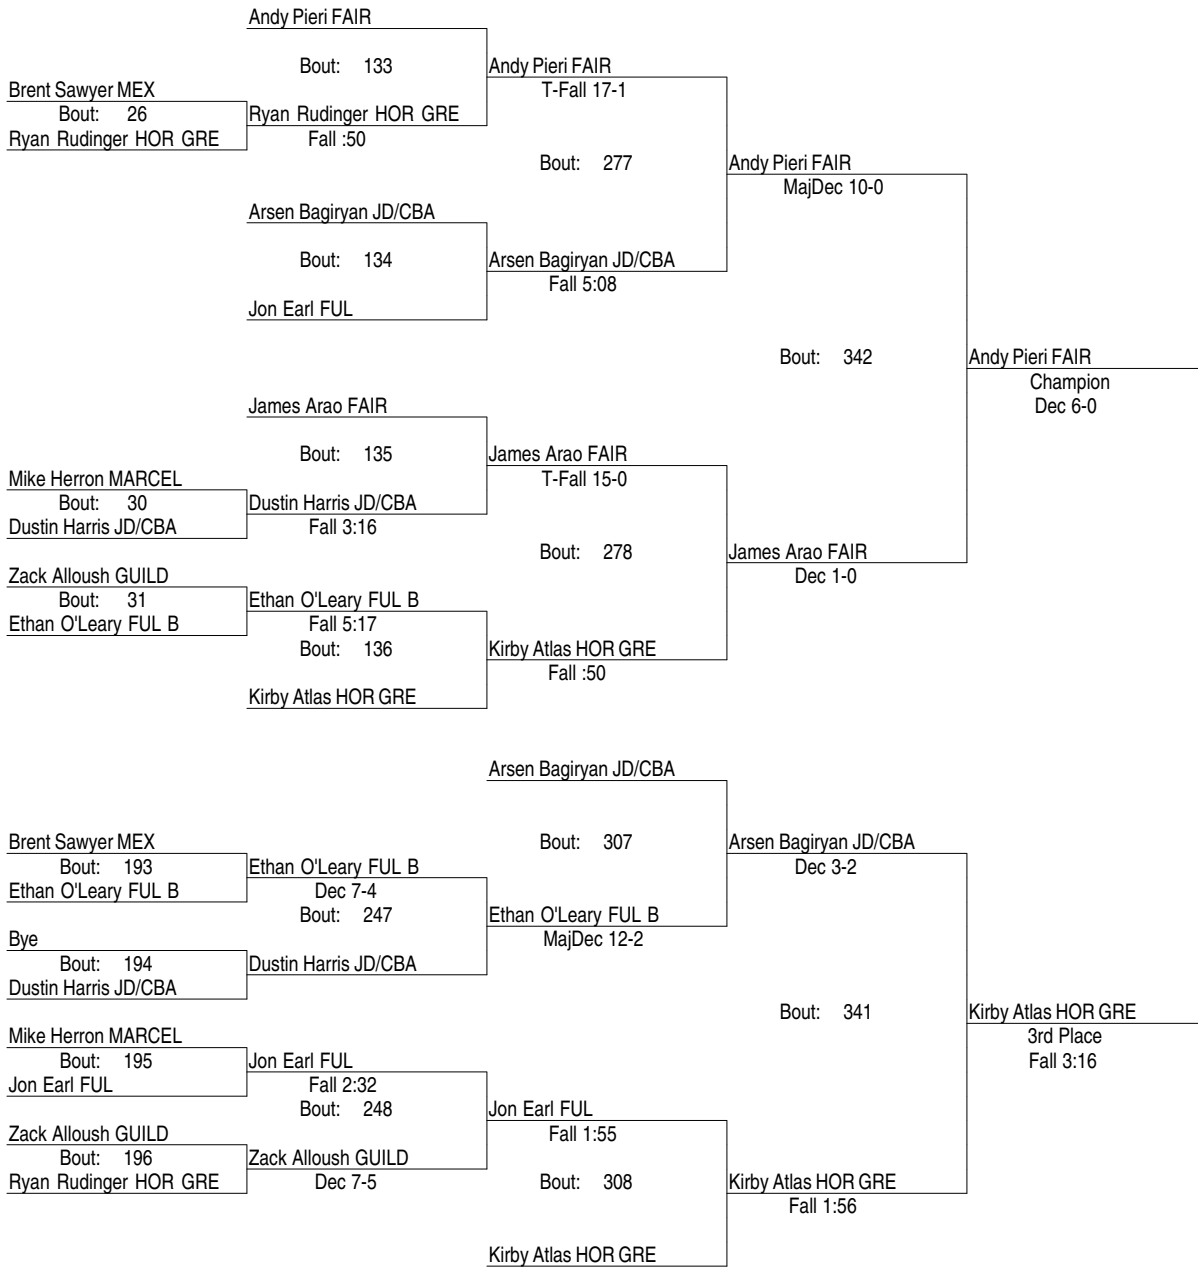 Andy Pieri FAIR
Bout: 133
Andy Pieri FAIR
Brent Sawyer MEX
T-Fall 17-1
Bout: 26
Ryan Rudinger HOR GRE
Ryan Rudinger HOR GRE
Fall :50
Bout: 277
Andy Pieri FAIR
MajDec 10-0
Arsen Bagiryan JD/CBA
Bout: 134
Arsen Bagiryan JD/CBA
Fall 5:08
Jon Earl FUL
Bout: 342
Andy Pieri FAIR
Champion
Dec 6-0
James Arao FAIR
Bout: 135
James Arao FAIR
Mike Herron MARCEL
T-Fall 15-0
Bout: 30
Dustin Harris JD/CBA
Dustin Harris JD/CBA
Fall 3:16
Bout: 278
James Arao FAIR
Zack Alloush GUILD
Dec 1-0
Bout: 31
Ethan O'Leary FUL B
Ethan O'Leary FUL B
Fall 5:17
Bout: 136
Kirby Atlas HOR GRE
Fall :50
Kirby Atlas HOR GRE
Arsen Bagiryan JD/CBA
Brent Sawyer MEX
Bout: 307
Arsen Bagiryan JD/CBA
Bout: 193
Ethan O'Leary FUL B
Dec 3-2
Ethan O'Leary FUL B
Dec 7-4
Bout: 247
Ethan O'Leary FUL B
Bye
MajDec 12-2
Bout: 194
Dustin Harris JD/CBA
Dustin Harris JD/CBA
Bout: 341
Kirby Atlas HOR GRE
Mike Herron MARCEL
3rd Place
Bout: 195
Jon Earl FUL
Fall 3:16
Jon Earl FUL
Fall 2:32
Bout: 248
Jon Earl FUL
Zack Alloush GUILD
Fall 1:55
Bout: 196
Zack Alloush GUILD
Ryan Rudinger HOR GRE
Dec 7-5
Bout: 308
Kirby Atlas HOR GRE
Fall 1:56
Kirby Atlas HOR GRE